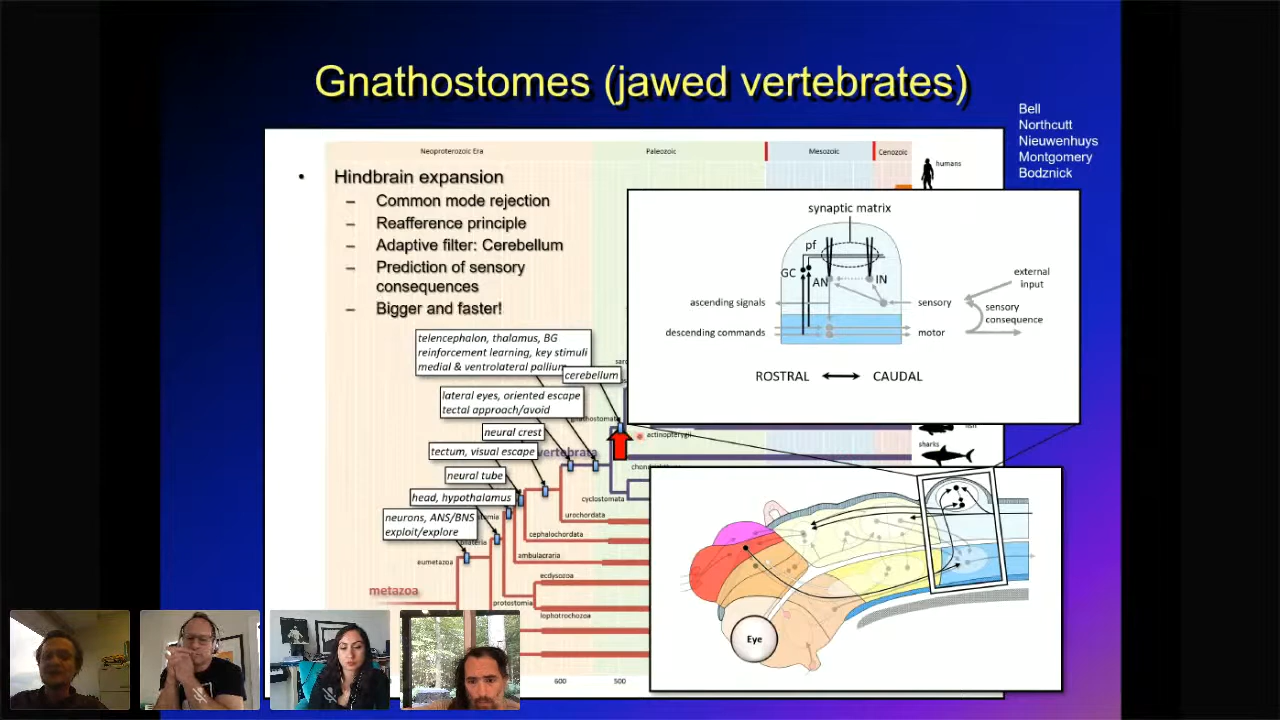 Gnathostomes (jawed vertebrates)
Bell
Northcutt
Nieuwenhuys
Montgomery
Bodznick
Neoproterozoic Era
Paleozoic
Mesozoic
Cenozoic
humans
• Hindbrain expansion
– Common mode rejection
– Reafference principle
– Adaptive filter: Cerebellum
– Prediction of sensory
consequences
– Bigger and faster!
synaptic matrix
pf
GC
AN
IN
external
input
ascending signals
sensory
sensory
consequence
descending commands
motor
ROSTRAL
CAUDAL
telencephalon, thalamus, BG
reinforcement learning, key stimuli
medial & ventrolateral pallium
cerebellum
lateral eyes, oriented escape
tectal approach/avoid
gnathostomata
actinopterygii
fish
neural crest
sharks
tectum, visual escape
vertebrata
neural tube
head, hypothalamus
cyclostomata
neurons, ANS/BNS
exploit/explore
urochordata
cephalochordata
bilateria
ambulacraria
eumetazoa
ecdysozoa
metazoa
protostomia
lophotrochozoa
Eye
600
500